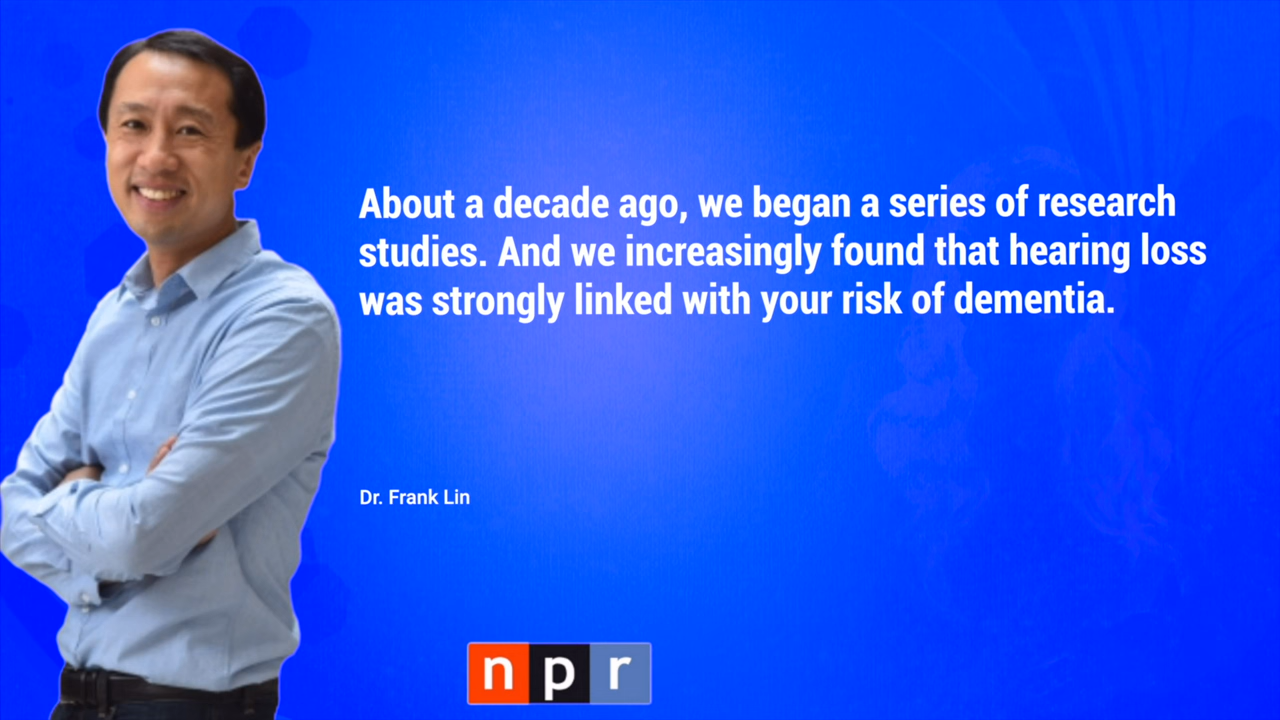 About a decade ago, we began a series of research
studies. And we increasingly found that hearing loss
was strongly linked with your risk of dementia.
Dr. Frank Lin
npr